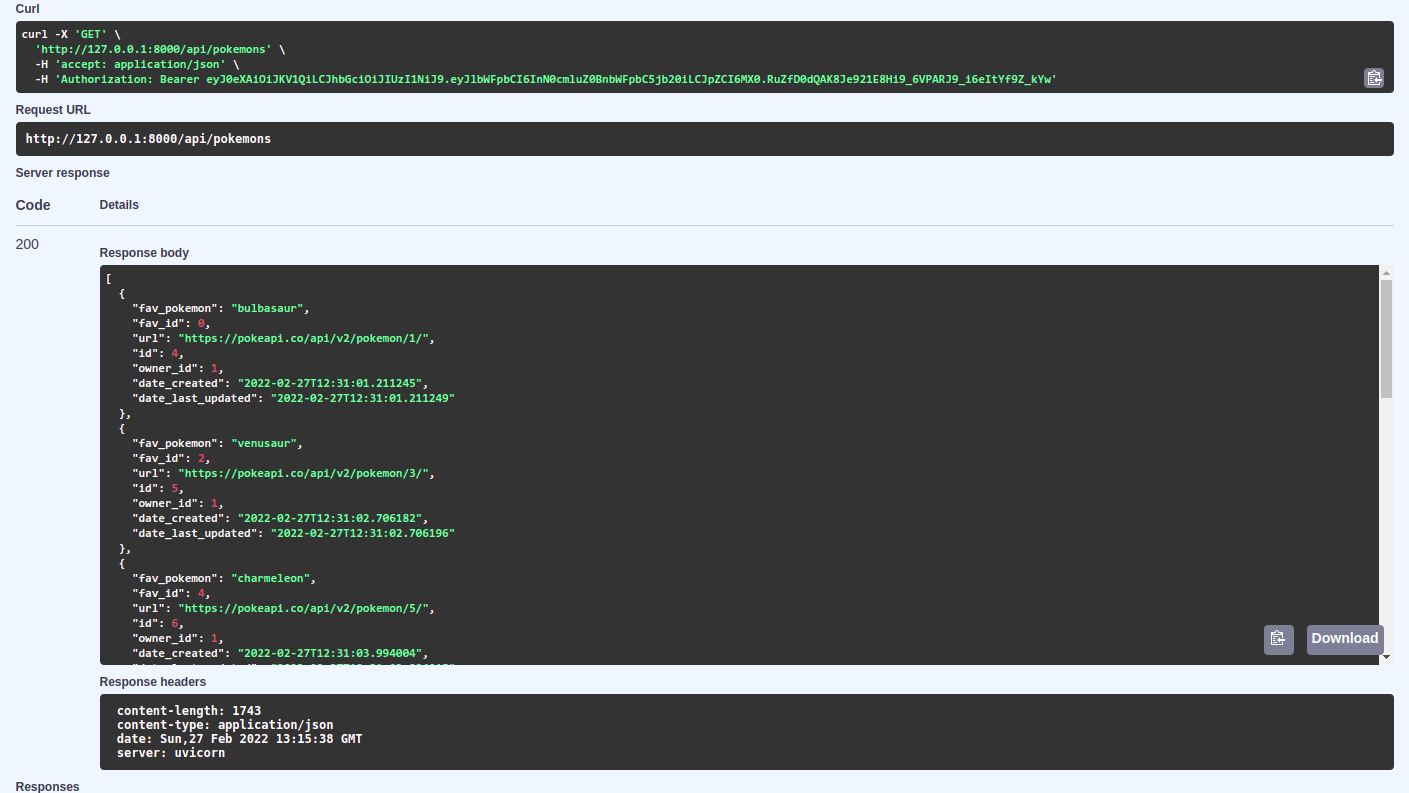 Curl
curl -X 'GET' \
'http://127.0.0.1:8000/api/pokemons' \
-H 'accept: application/json' \
-H 'Authorization: Bearer eyJ0eXAiOiJKV1QiLCJhbGciOiJIUzI1NiJ9.eyJlbWFpbCI6InN0cmluZ0BnbWFpbC5jb20iLCJpZCI6MX0.RuZfD0dQAK8Je921E8Hi9_6VPARJ9_i6eItYf9Z_kYw'
Request URL
http://127.0.0.1:8000/api/pokemons
Server response
Code Details
200
Response body
[
{
"fav_pokemon": "bulbasaur",
"fav_id": 0,
"url": "https://pokeapi.co/api/v2/pokemon/1/",
"id": 4,
"owner_id": 1,
"date_created": "2022-02-27T12:31:01.211245",
"date_last_updated": "2022-02-27T12:31:01.211249"
},
{
"fav_pokemon": "venusaur",
"fav_id": 2,
"url": "https://pokeapi.co/api/v2/pokemon/3/",
"id": 5,
"owner_id": 1,
"date_created": "2022-02-27T12:31:02.706182",
"date_last_updated": "2022-02-27T12:31:02.706196"
},
{
"fav_pokemon": "charmeleon",
"fav_id": 4,
"url": "https://pokeapi.co/api/v2/pokemon/5/",
"id": 6,
"owner_id": 1,
"date_created": "2022-02-27T12:31:03.994004",
Download
Response headers
content-length: 1743
content-type: application/json
date: Sun,27 Feb 2022 13:15:38 GMT
server: uvicorn
Responses